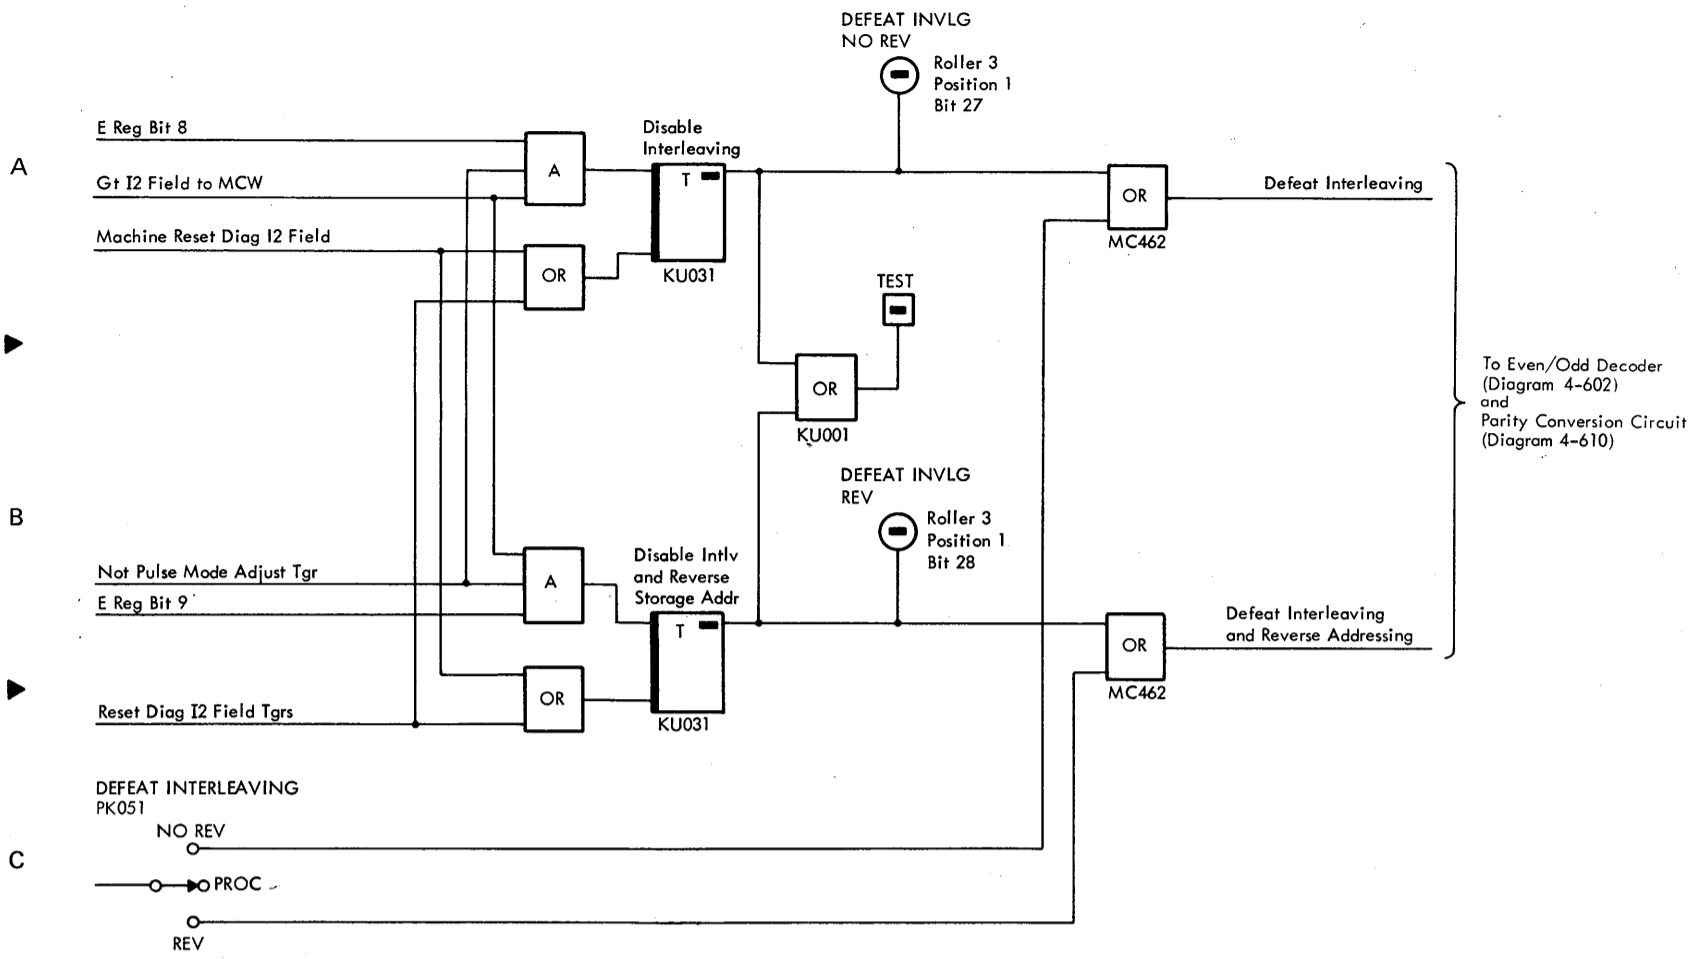 DEFEAT INVLG
NO REV
Roller 3
Position 1
Bit 27
E Reg Bit 8
Disable
Interleaving
A
A
T
Gt I2 Field to MCW
OR
Defeat Interleaving
Machine Reset Diag I2 Field
MC462
OR
KU031
TEST
To Even/Odd Decoder
(Diagram 4-602)
and
Parity Conversion Circuit
(Diagram 4-610)
OR
KU001
DEFEAT INVLG
REV
B
Roller 3
Position 1
Bit 28
Disable Intlv
and Reverse
Storage Addr
Not Pulse Mode Adjust Tgr
A
E Reg Bit 9
T
Defeat Interleaving
and Reverse Addressing
OR
MC462
OR
Reset Diag I2 Field Tgrs
KU031
DEFEAT INTERLEAVING
PK051
NO REV
C
PROC
REV